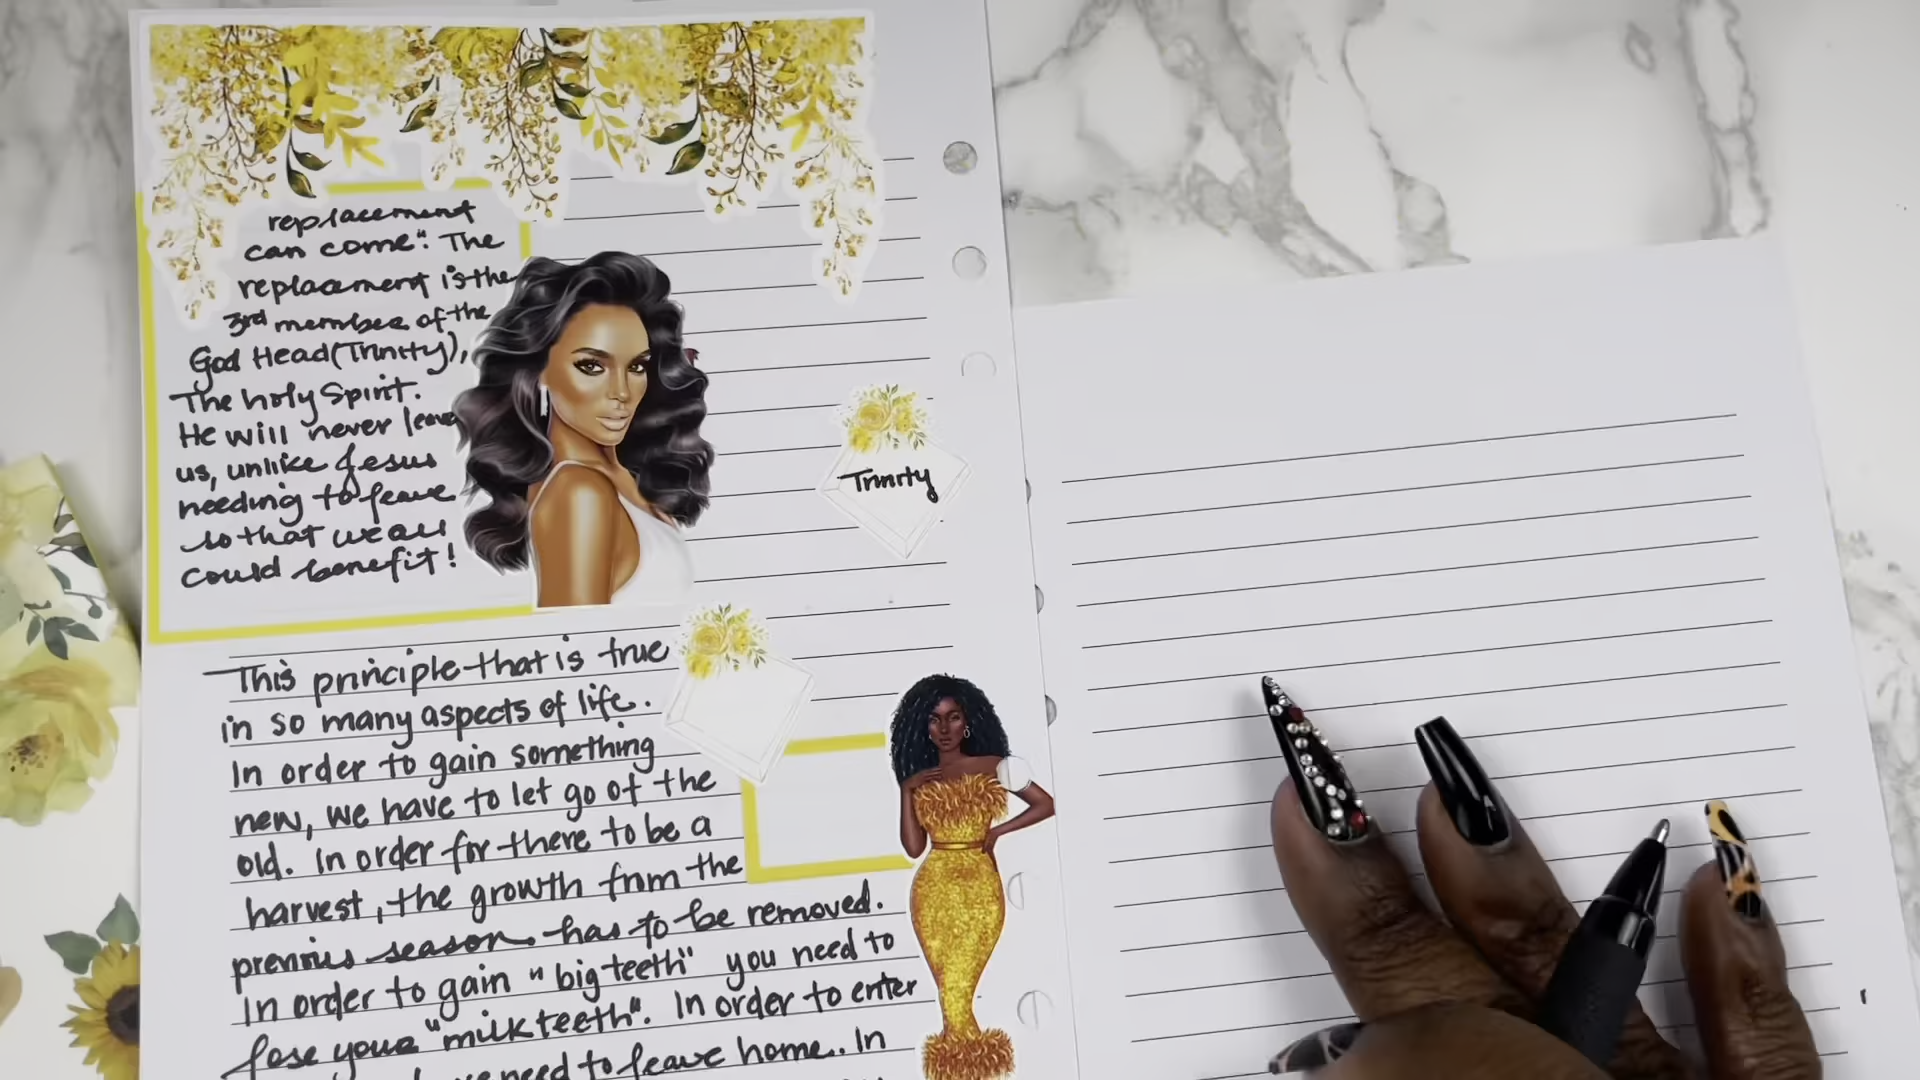 replacement
can come". The
replacement is the
3rd member of the
God Head (Trinity),
The holy Spirit.
He will never leave
us, unlike Jesus
needing to leave
so that we all
could benefit!
Trinity
This principle that is true
in so many aspects of life.
In order to gain something
new, we have to let go of the
old. In order for there to be a
harvest, the growth from the
previus season has to be removed.
In order to gain "big teeth" you need to
lose your "milk teeth". In order to enter
need to leave home.. In